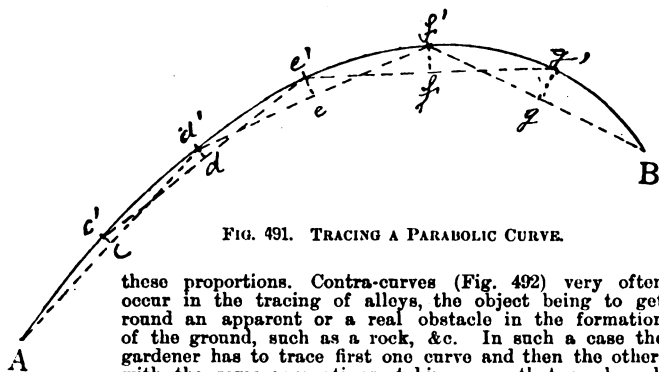 f'
g'
e'
f
e
g
d'
d
B
c'
c
FIG. 491. TRACING A PARABOLIC CURVE.
these proportions. Contra-curves (Fig. 492) very often
occur in the tracing of alleys, the object being to get
round an apparent or a real obstacle in the formation
of the ground, such as a rock, &c. In such a case the
A
gardener has to trace first one curve and then the other